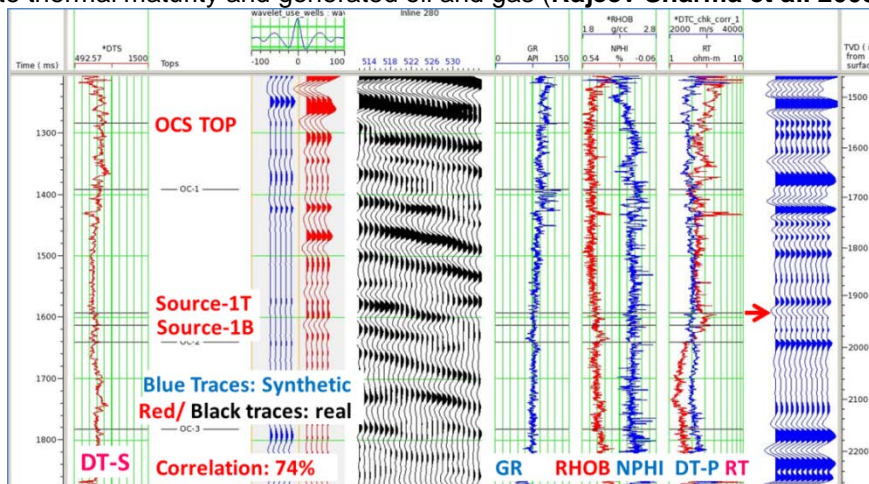 to thermal maturity and generated oil and gas (Rajeev Sharma et al. 200
wavelet_use_wells
Inline 280
*RHOB
*DTC_chk_corr_1
1.8 g/cc 2.8
2000 m/s 4000
*DTS
GR
NPHI
RT
TVD (
Time ( ms)
492.57 1500
Tops
-100 0 100
514 518 522 526 530
0 API 150
0.54 % -0.06
1 ohm-m 10
from
surfac
OCS TOP
1300
1400
1500
1600
1700
1800
OC-1
Source-1T
Source-1B
OC-2
Blue Traces: Synthetic
Red/ Black traces: real
OC-3
DT-S
Correlation: 74%
GR
RHOB NPHI
DT-P RT
1500
1600
1700
1800
1900
2000
2100
2200